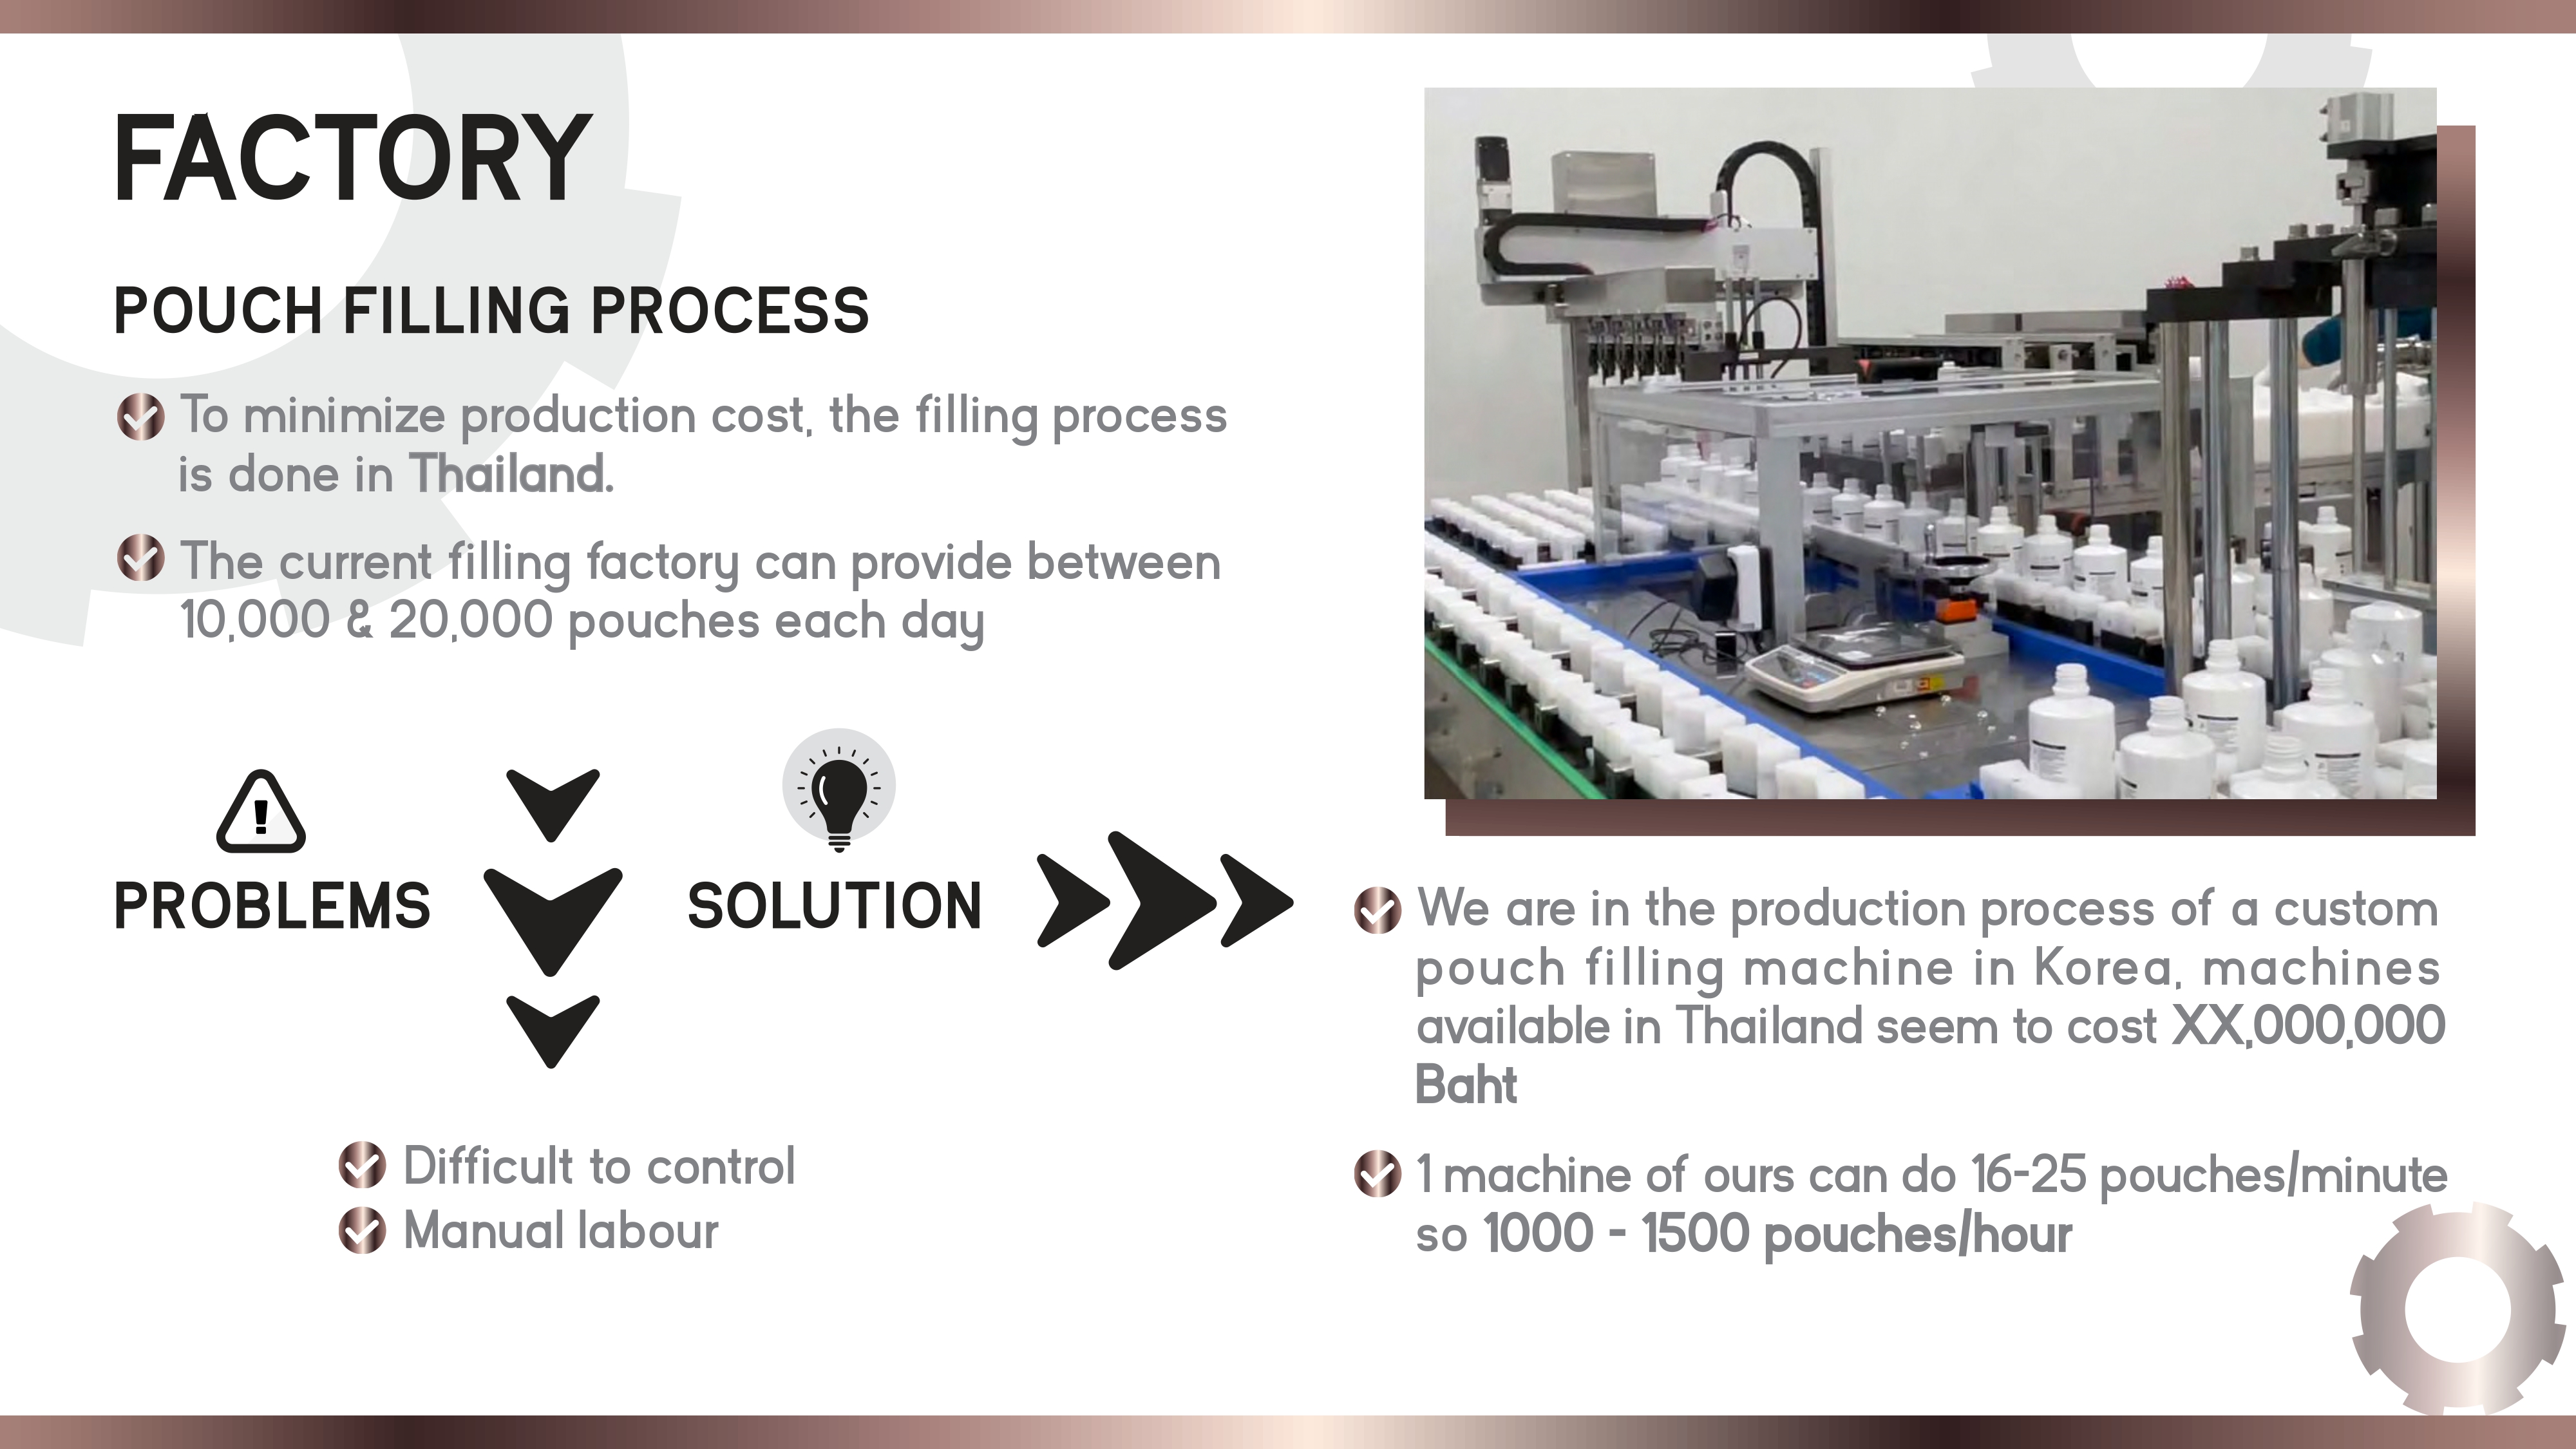 FACTORY
POUCH FILLING PROCESS
To minimize production cost, the filling process
is done in Thailand.
The current filling factory can provide between
10,000 & 20,000 pouches each day
PROBLEMS
Difficult to control
Manual labour
SOLUTION
We are in the production process of a custom
pouch filling machine in Korea, machines
available in Thailand seem to cost XX,000,000
Baht
1 machine of ours can do 16-25 pouches/minute
so 1000 - 1500 pouches/hour